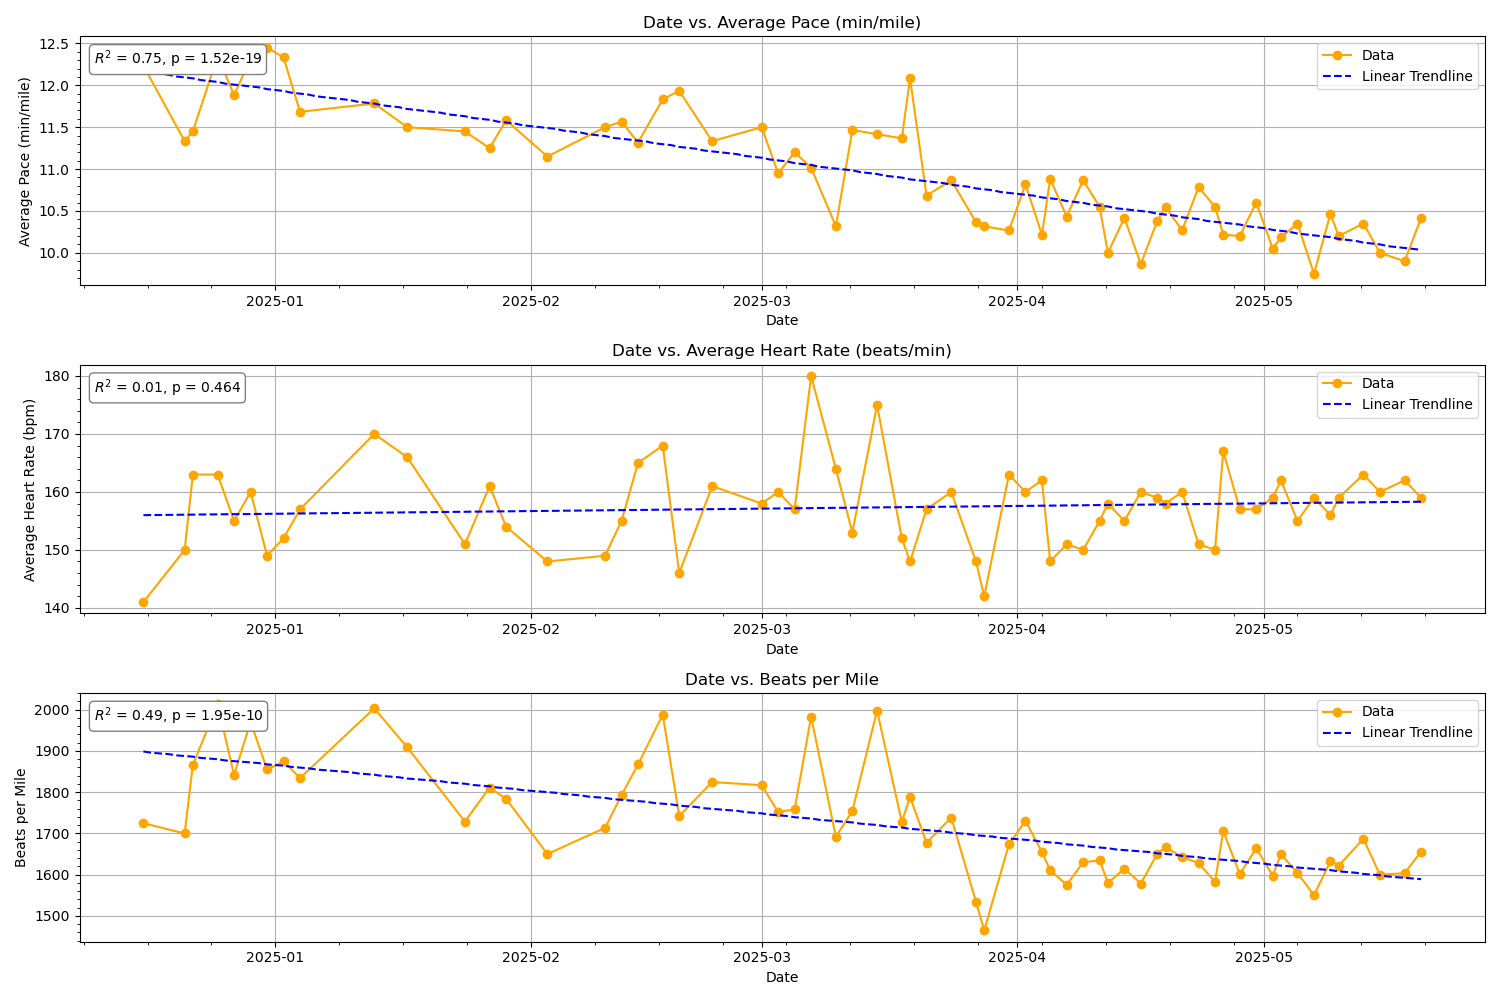 Date vs. Average Pace (min/mile)
R² = 0.75, p = 1.52e-19
Data
Linear Trendline
12.5
12.0
11.5
11.0
10.5
10.0
Average Pace (min/mile)
2025-01 2025-02 2025-03 2025-04 2025-05
Date
Date vs. Average Heart Rate (beats/min)
R² = 0.01, p = 0.464
Data
Linear Trendline
180
170
160
150
140
Average Heart Rate (bpm)
2025-01 2025-02 2025-03 2025-04 2025-05
Date
Date vs. Beats per Mile
R² = 0.49, p = 1.95e-10
Data
Linear Trendline
2000
1900
1800
1700
1600
1500
Beats per Mile
2025-01 2025-02 2025-03 2025-04 2025-05
Date